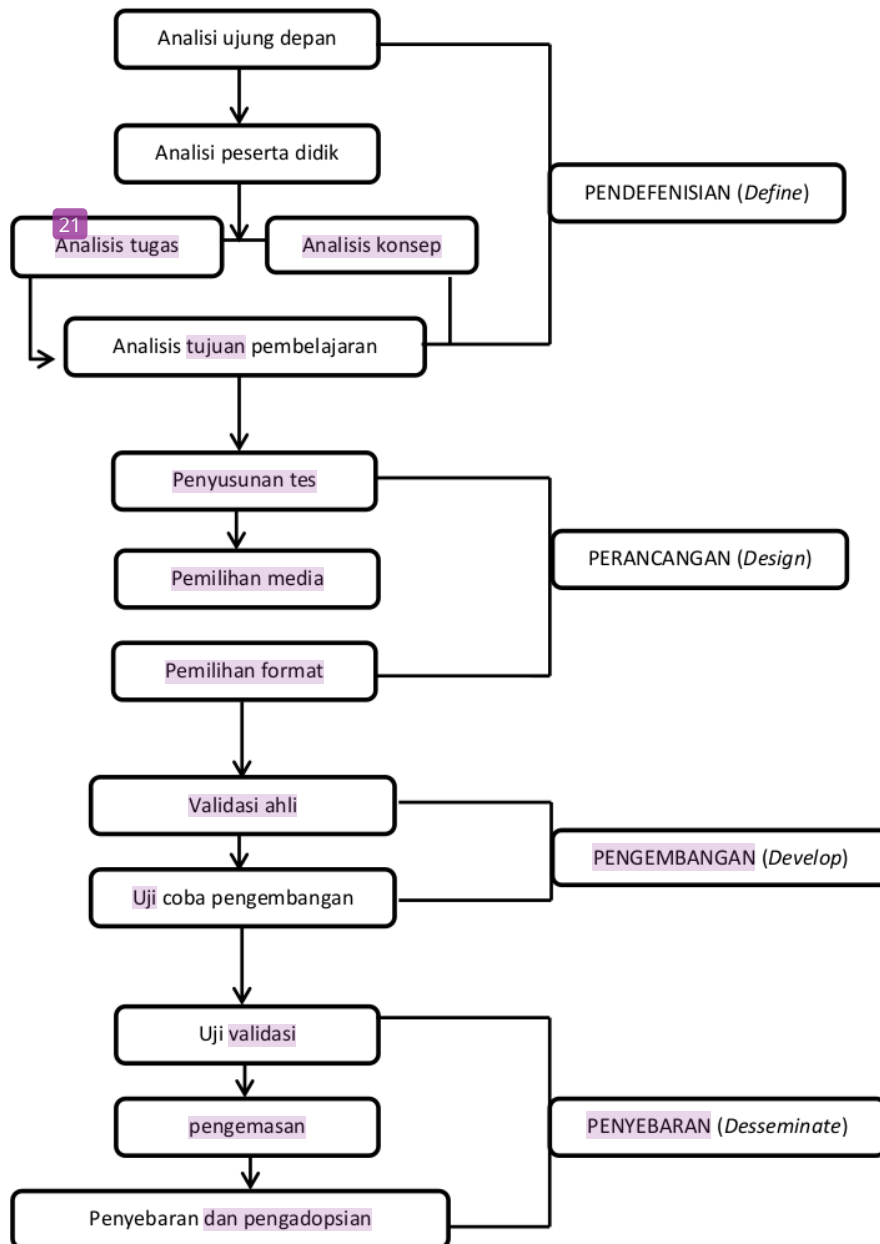 Analisi ujung depan
Analisi peserta didik
PENDEFENISIAN (Define)
21
Analisis tugas
Analisis konsep
Analisis tujuan pembelajaran
Penyusunan tes
Pemilihan media
PERANCANGAN (Design)
Pemilihan format
Validasi ahli
PENGEMBANGAN (Develop)
Uji coba pengembangan
Uji validasi
pengemasan
PENYEBARAN (Desseminate)
Penyebaran dan pengadopsian